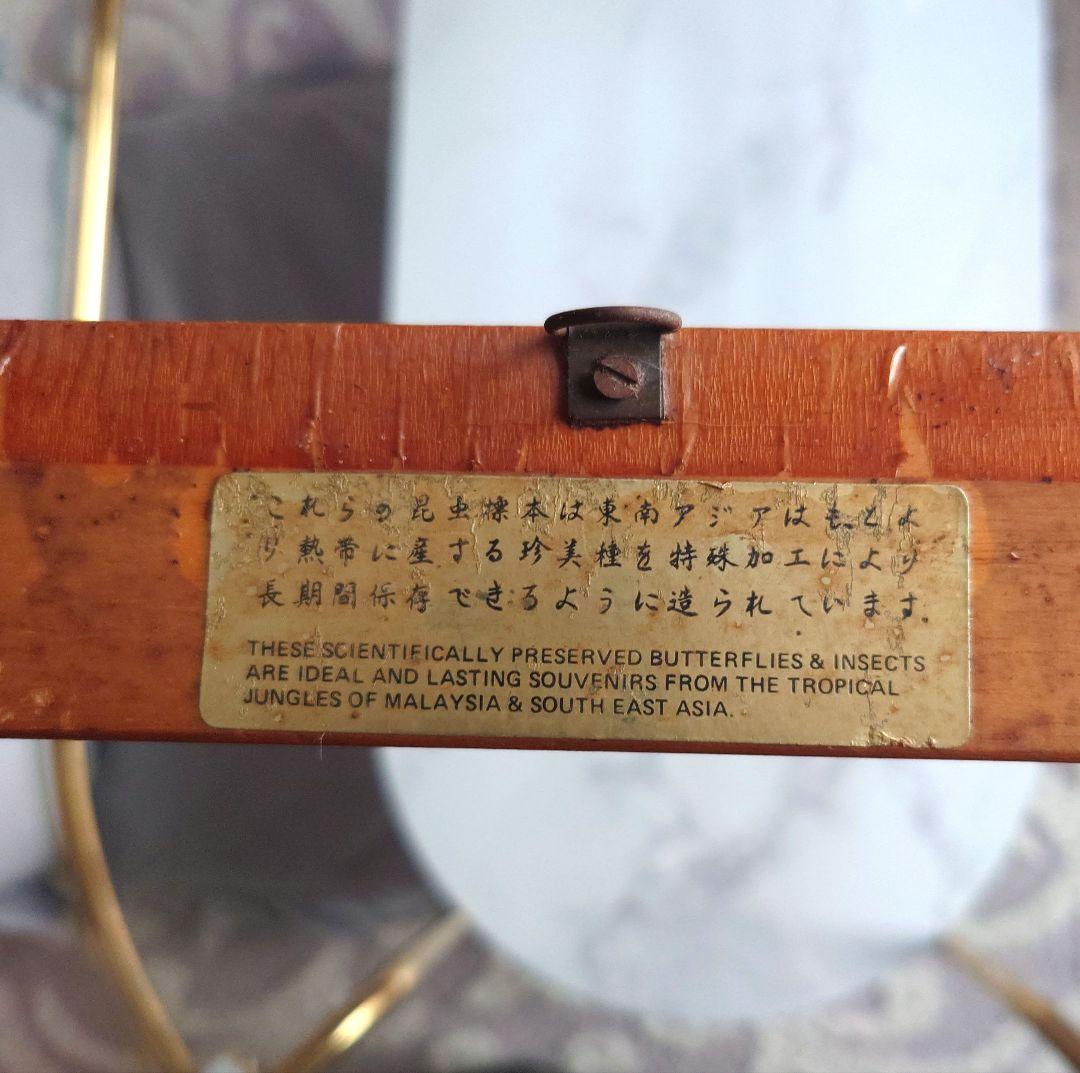 これらの昆虫標本は東南アジアはもとよ
り熱帯に産する珍美種を特殊加工により
長期間保存できるように造られています.
THESE SCIENTIFICALLY PRESERVED BUTTERFLIES & INSECTS
ARE IDEAL AND LASTING SOUVENIRS FROM THE TROPICAL
JUNGLES OF MALAYSIA & SOUTH EAST ASIA.